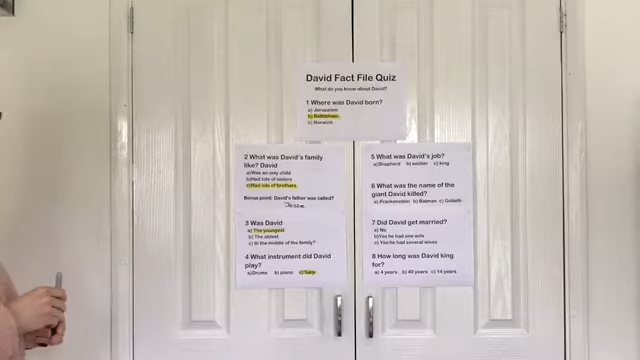 David Fact File Quiz
What do you know about David?
1 Where was David born?
a) Jerusalem
b) Bethlehem
c) Norwich
2 What was David's family
like? David
a)Was an only child
b)Had lots of sisters
c)Had lots of brothers
Bonus point: David's father was called?
Jesse
3 Was David
a) The youngest
b) The oldest
c) In the middle of the family?
4 What instrument did David
play?
a)Drums b) piano c) harp
5 What was David's job?
a)Shepherd b) soldier c) king
6 What was the name of the
giant David killed?
a) Frankenstein b) Batman c) Goliath
7 Did David get married?
a) No
b)Yes he had one wife
c) Yes he had several wives
8 How long was David king
for?
a) 4 years b) 40 years c) 14 years